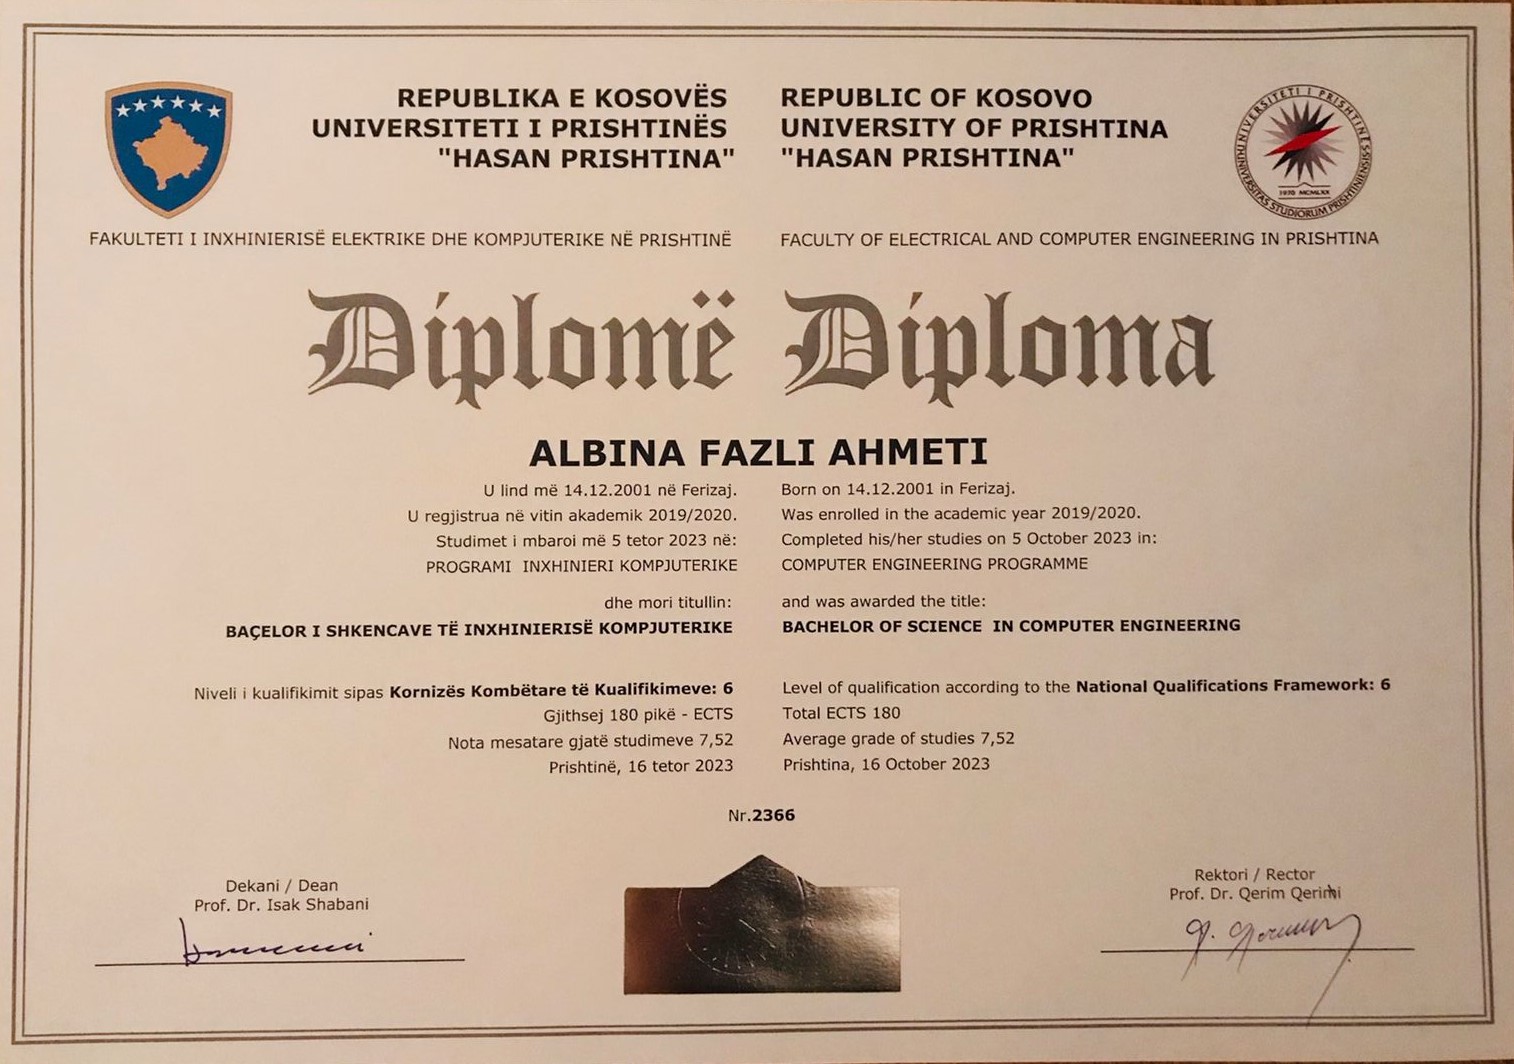 REPUBLIKA E KOSOVËS
UNIVERSITETI I PRISHTINËS
"HASAN PRISHTINA"
REPUBLIC OF KOSOVO
UNIVERSITY OF PRISHTINA
"HASAN PRISHTINA"
UNIVERSITETI I PRISHTINËS
UNIVERSITAS STUDIORUM PRISHTINIENSIS
1970 MCMLXX
FAKULTETI I INXHINIERISË ELEKTRIKE DHE KOMPJUTERIKE NË PRISHTINË
FACULTY OF ELECTRICAL AND COMPUTER ENGINEERING IN PRISHTINA
Diplomë Diploma
ALBINA FAZLI AHMETI
U lind më 14.12.2001 në Ferizaj.
U regjistrua në vitin akademik 2019/2020.
Studimet i mbaroi më 5 tetor 2023 në:
PROGRAMI INXHINIERI KOMPJUTERIKE
dhe mori titullin:
BAÇELOR I SHKENCAVE TË INXHINIERISË KOMPJUTERIKE
Niveli i kualifikimit sipas Kornizës Kombëtare të Kualifikimeve: 6
Gjithsej 180 pikë - ECTS
Nota mesatare gjatë studimeve 7,52
Prishtinë, 16 tetor 2023
Born on 14.12.2001 in Ferizaj.
Was enrolled in the academic year 2019/2020.
Completed his/her studies on 5 October 2023 in:
COMPUTER ENGINEERING PROGRAMME
and was awarded the title:
BACHELOR OF SCIENCE IN COMPUTER ENGINEERING
Level of qualification according to the National Qualifications Framework: 6
Total ECTS 180
Average grade of studies 7,52
Prishtina, 16 October 2023
Nr.2366
Dekani / Dean
Prof. Dr. Isak Shabani
Rektori / Rector
Prof. Dr. Qerim Qerimi